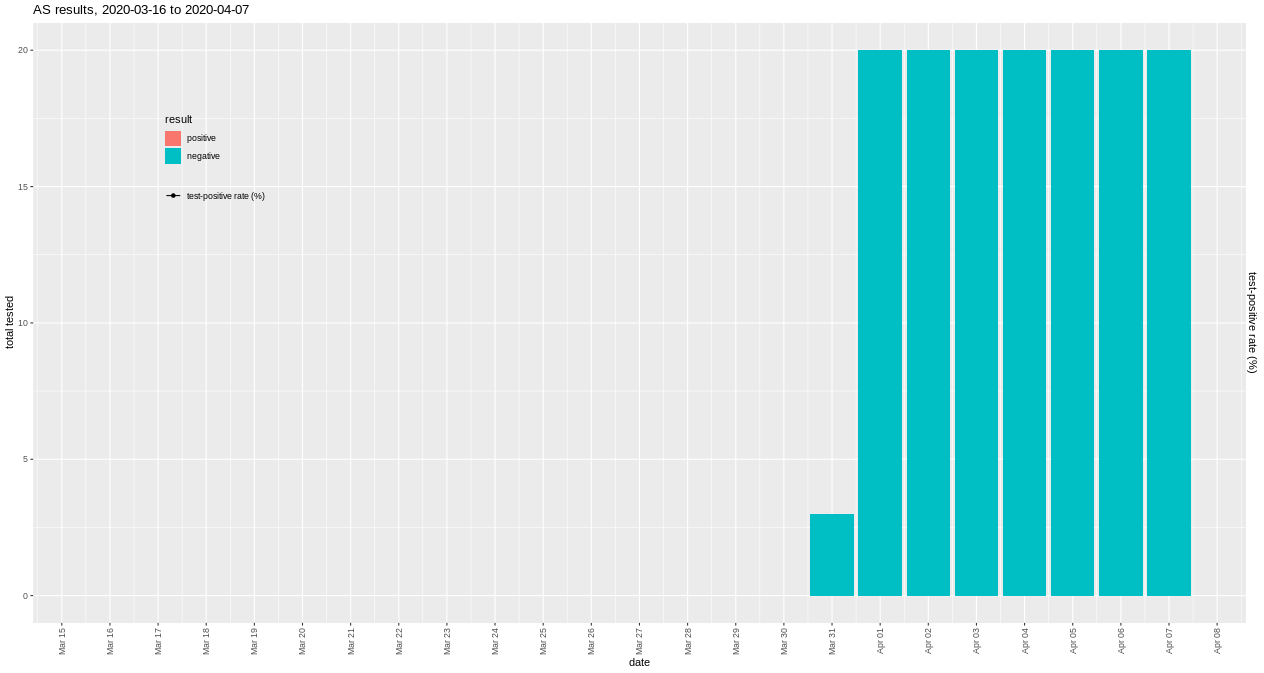 AS results, 2020-03-16 to 2020-04-07
20
15
10
5
0
total tested
result
positive
negative
test-positive rate (%)
test-positive rate (%)
Mar 15
Mar 16
Mar 17
Mar 18
Mar 19
Mar 20
Mar 21
Mar 22
Mar 23
Mar 24
Mar 25
Mar 26
Mar 27
Mar 28
Mar 29
Mar 30
Mar 31
Apr 01
Apr 02
Apr 03
Apr 04
Apr 05
Apr 06
Apr 07
Apr 08
date